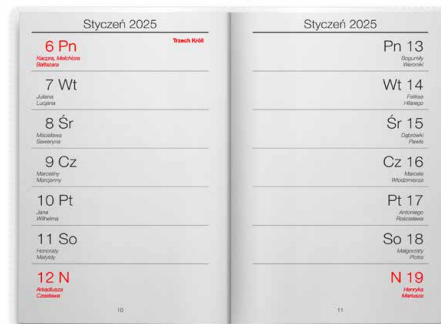 Styczeń 2025
6 Pn
Trzech Króli
Kacpra, Melchiora
Baltazara
7 Wt
Juliana
Lucjana
8 Śr
Mścisława
Seweryna
9 Cz
Marceliny
Marcjanny
10 Pt
Jana
Wilhelma
11 So
Honoraty
Matyldy
12 N
Arkadiusza
Czesława
10
Styczeń 2025
Pn 13
Bogumiły
Weroniki
Wt 14
Feliksa
Hilarego
Śr 15
Dąbrówki
Pawła
Cz 16
Marcela
Włodzimierza
Pt 17
Antoniego
Rościsława
So 18
Małgorzaty
Piotra
N 19
Henryka
Mariusza
11